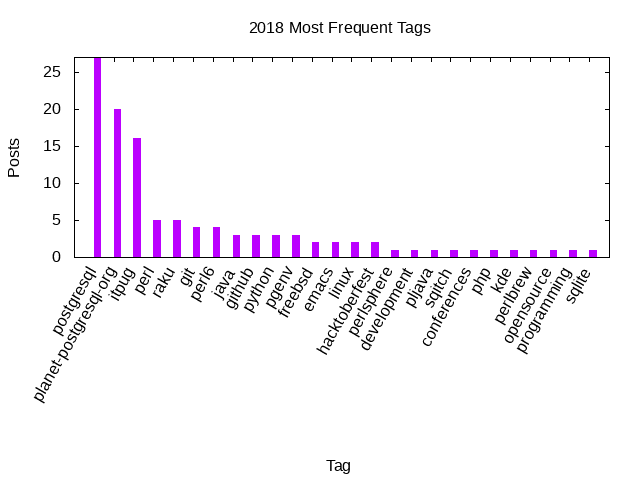 2018 Most Frequent Tags
Posts
25
20
15
10
5
0
postgresql
planet-postgresql-org
itpug
perl
raku
git
perl6
java
github
python
pgenv
freebsd
emacs
linux
hacktoberfest
perlsphere
development
pljava
sqitch
conferences
php
kde
perlbrew
opensource
programming
sqlite
Tag